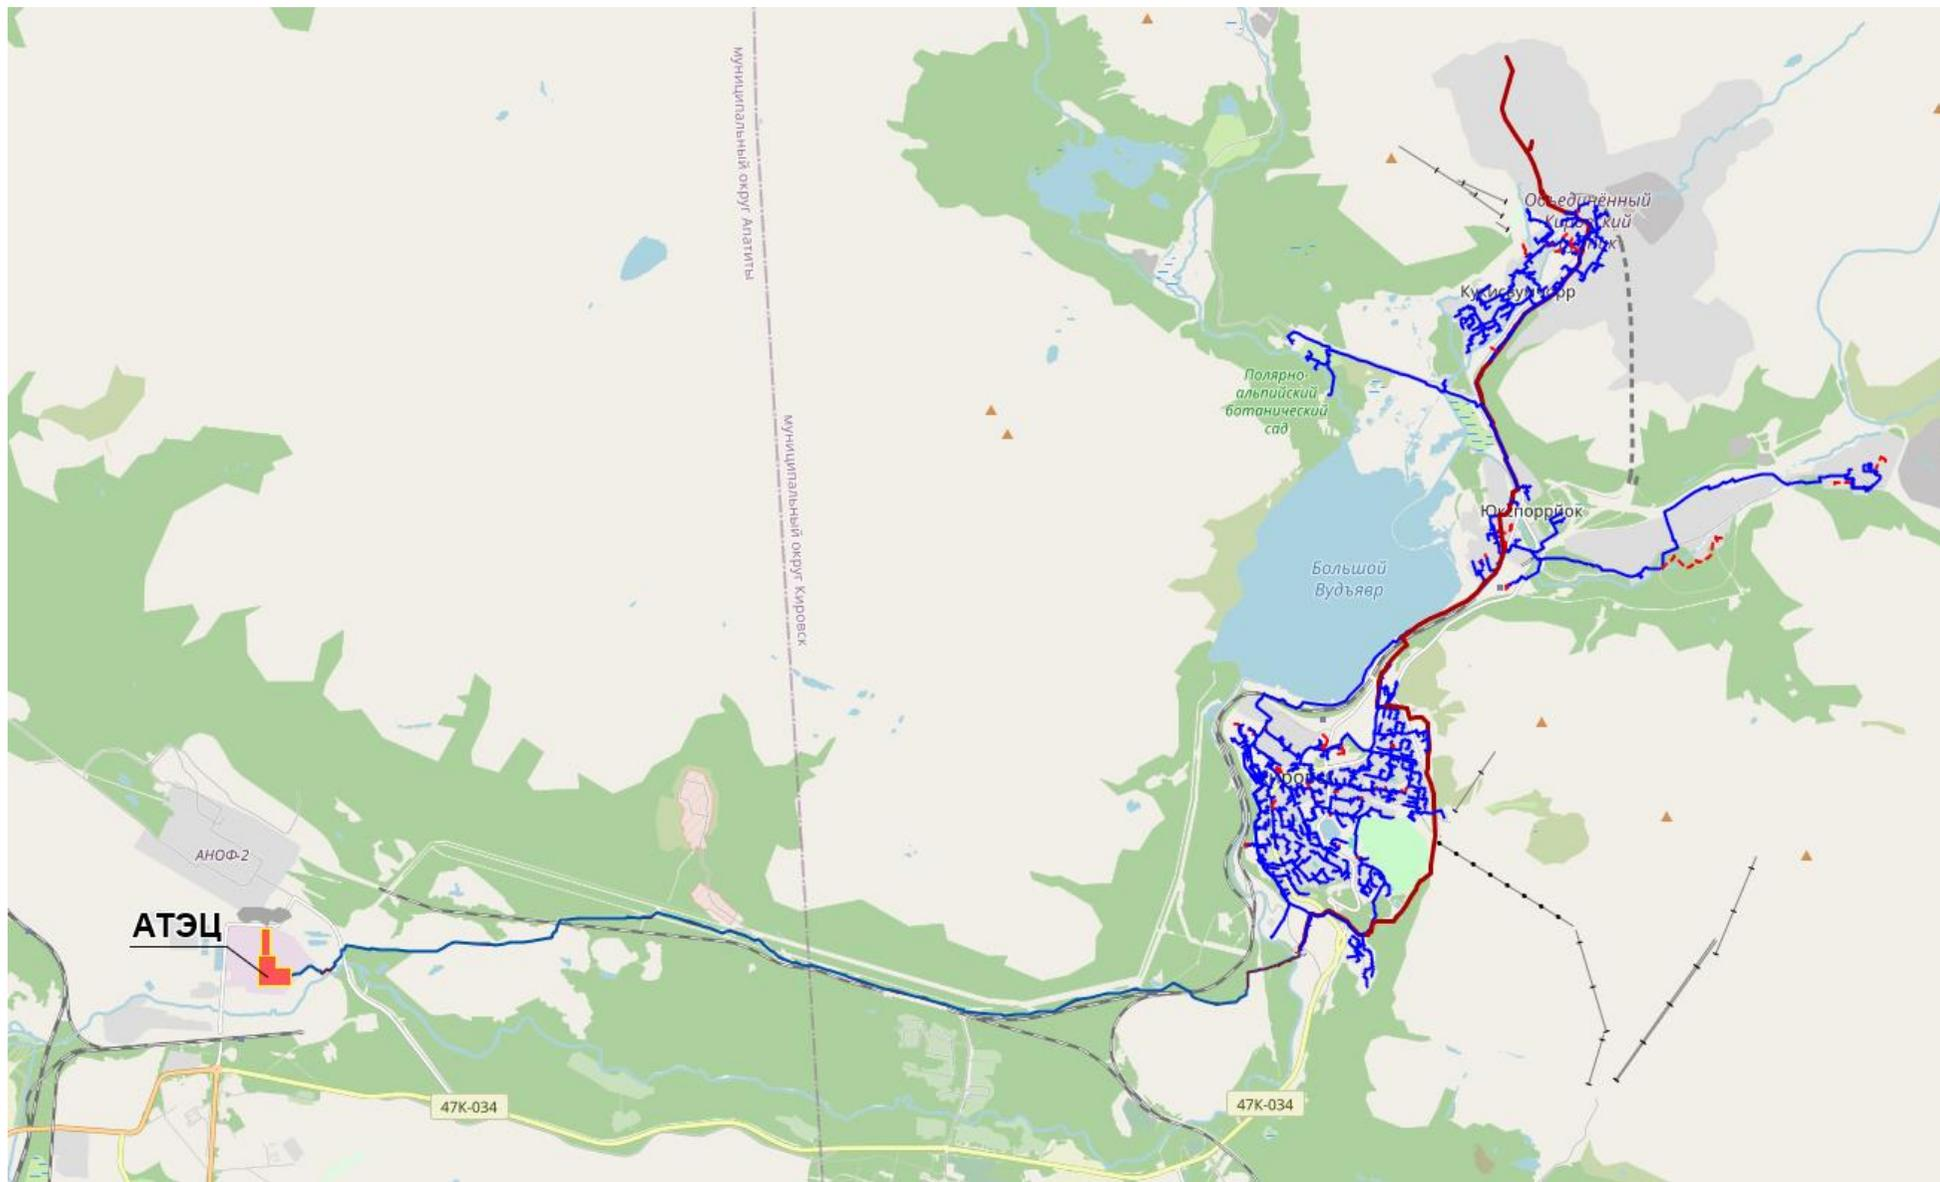 муниципальный округ Апатиты
муниципальный округ Кировск
Объединённый
Кукисвумчорр
Полярно-
альпийский
ботанический
сад
Юкспоррйок
Большой
Вудъявр
АНОФ-2
АТЭЦ
47К-034
47К-034